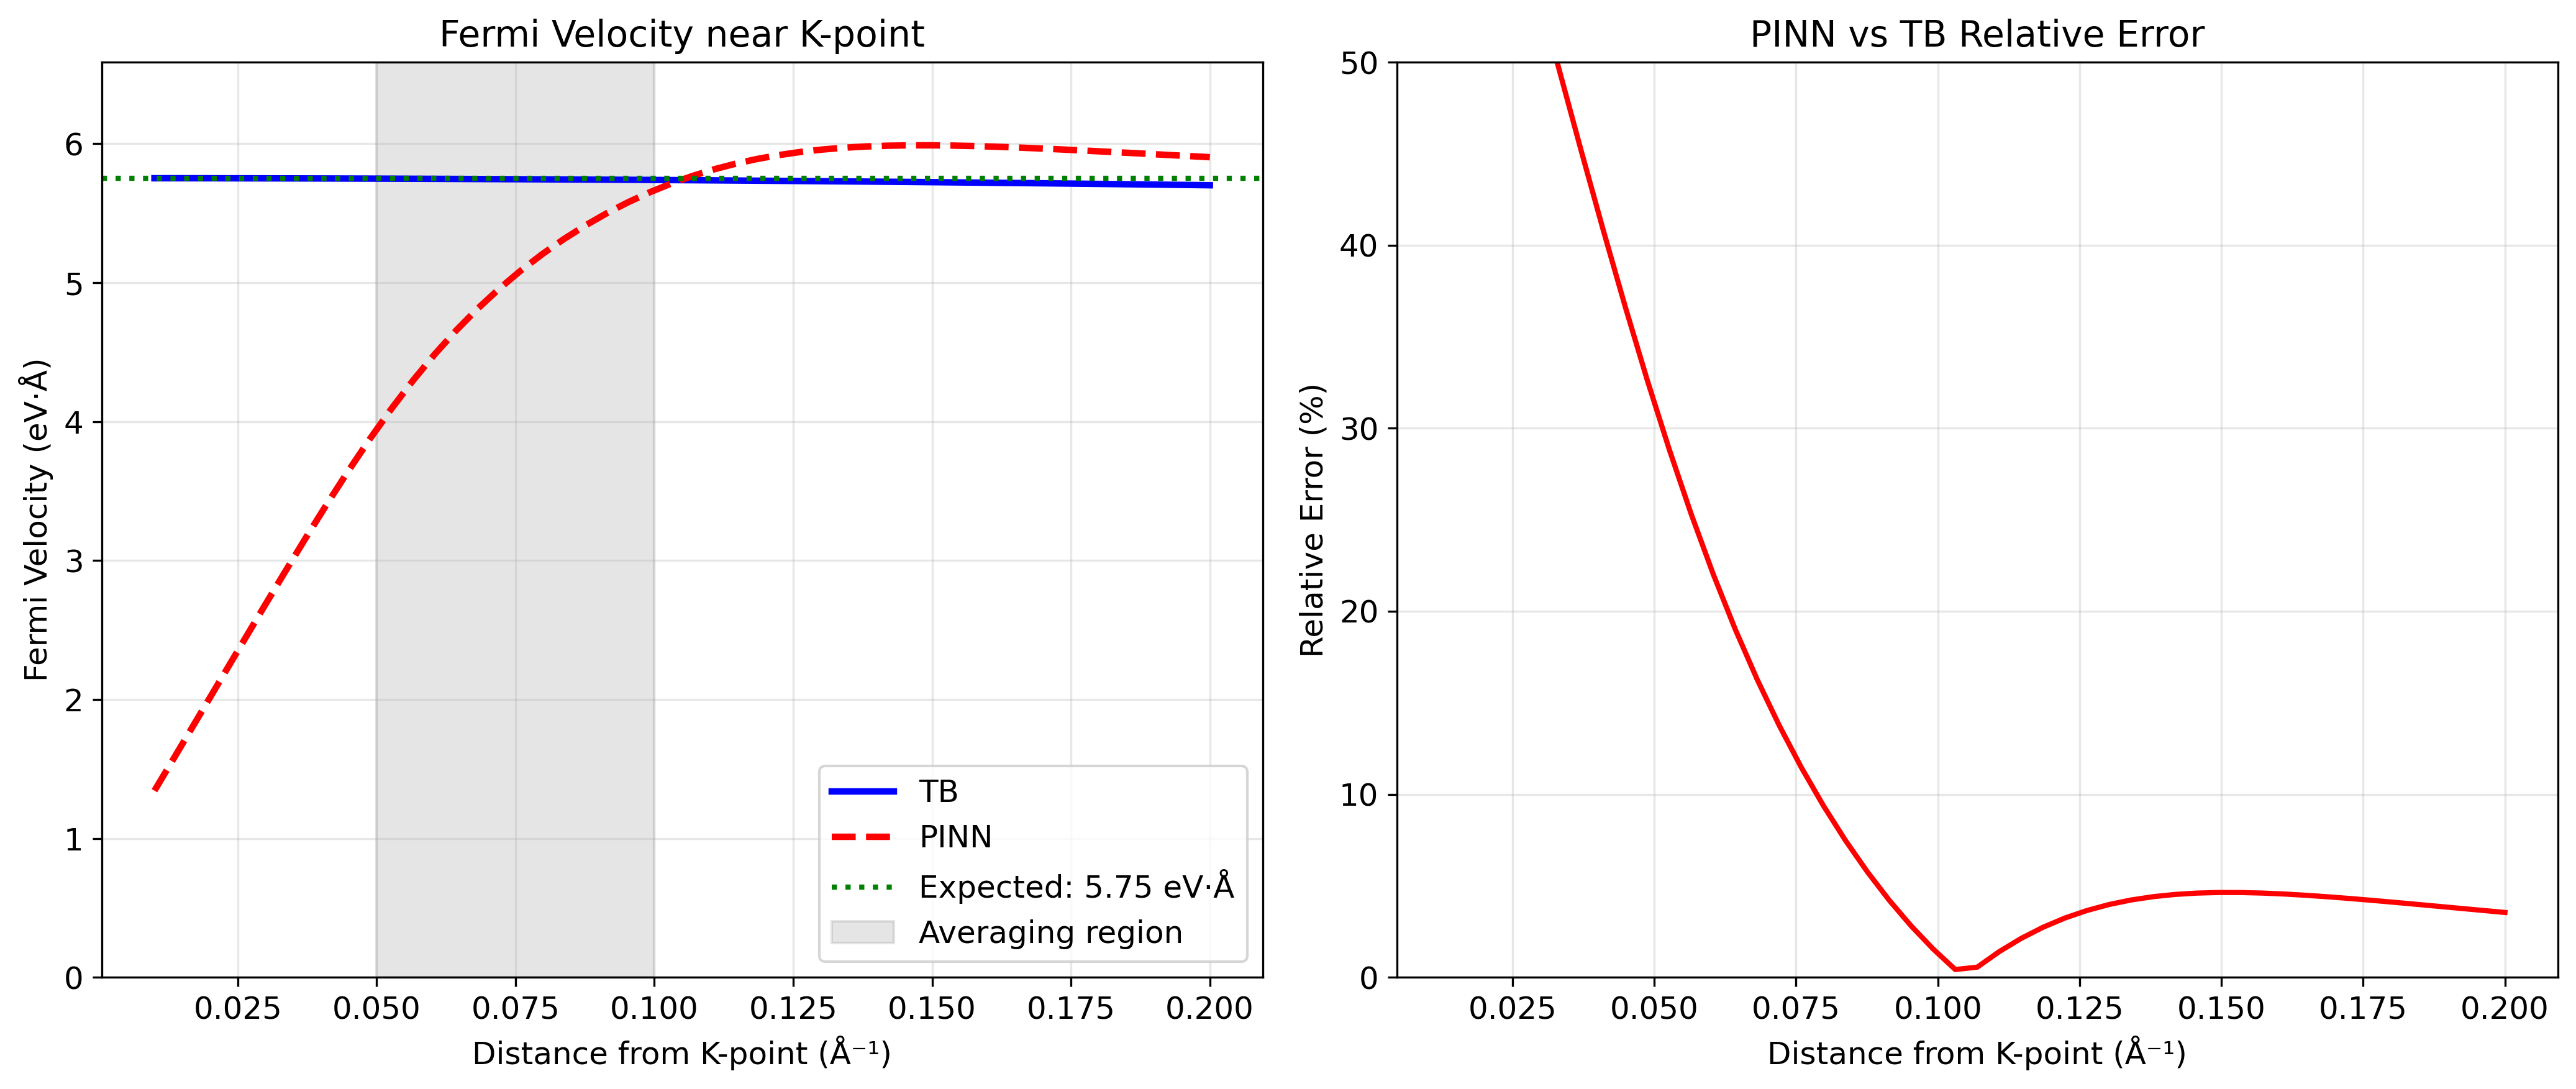 Fermi Velocity near K-point
Fermi Velocity (eV·Å)
6
5
4
3
2
1
0
0.025 0.050 0.075 0.100 0.125 0.150 0.175 0.200
Distance from K-point (Å⁻¹)
TB
PINN
Expected: 5.75 eV·Å
Averaging region
PINN vs TB Relative Error
Relative Error (%)
50
40
30
20
10
0
0.025 0.050 0.075 0.100 0.125 0.150 0.175 0.200
Distance from K-point (Å⁻¹)